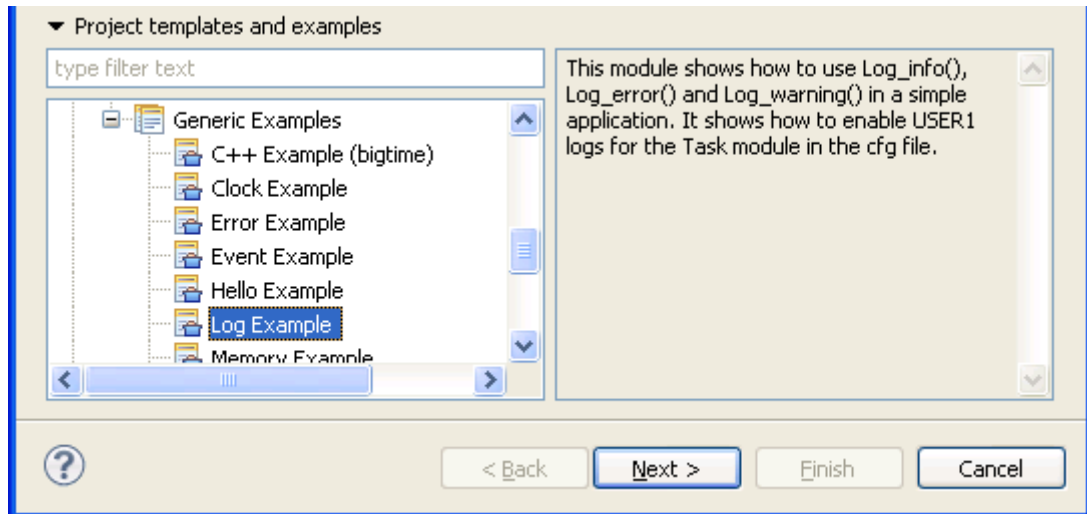 Project templates and examples
type filter text
Generic Examples
C++ Example (bigtime)
Clock Example
Error Example
Event Example
Hello Example
Log Example
Memory Example
This module shows how to use Log_info(),
Log_error() and Log_warning() in a simple
application. It shows how to enable USER1
logs for the Task module in the cfg file.
?
< Back
Next >
Finish
Cancel